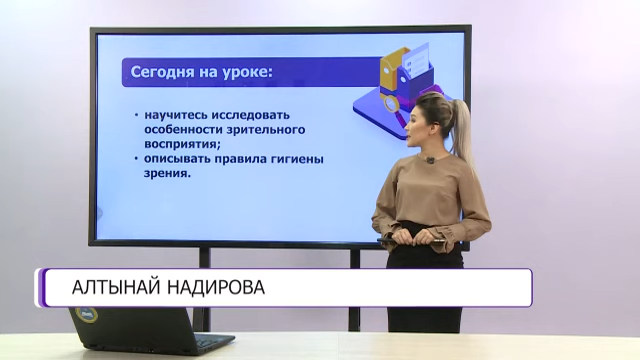 Сегодня на уроке:
• научитесь исследовать
особенности зрительного
восприятия;
• описывать правила гигиены
зрения.
АЛТЫНАЙ НАДИРОВА